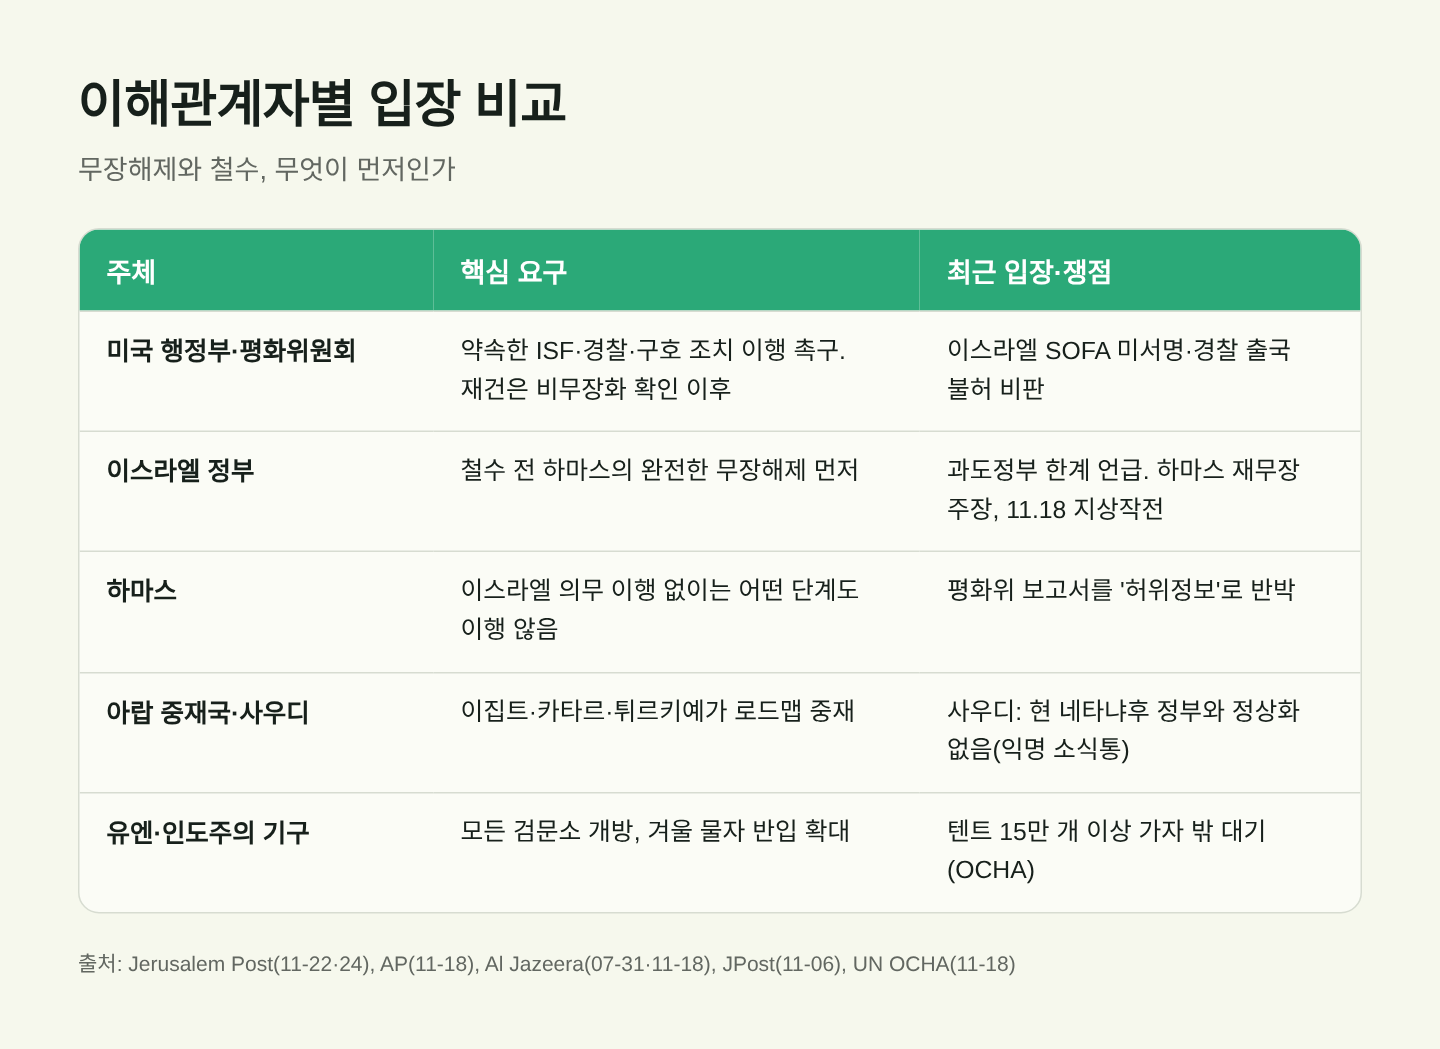 이해관계자별 입장 비교
무장해제와 철수, 무엇이 먼저인가
주체
핵심 요구
최근 입장·쟁점
미국 행정부·평화위원회
약속한 ISF·경찰·구호 조치 이행 촉구.
재건은 비무장화 확인 이후
이스라엘 SOFA 미서명·경찰 출국
불허 비판
이스라엘 정부
철수 전 하마스의 완전한 무장해제 먼저
과도정부 한계 언급. 하마스 재무장
주장, 11.18 지상작전
하마스
이스라엘 의무 이행 없이는 어떤 단계도
이행 않음
평화위 보고서를 '허위정보'로 반박
아랍 중재국·사우디
이집트·카타르·튀르키예가 로드맵 중재
사우디: 현 네타냐후 정부와 정상화
없음(익명 소식통)
유엔·인도주의 기구
모든 검문소 개방, 겨울 물자 반입 확대
텐트 15만 개 이상 가자 밖 대기
(OCHA)
출처: Jerusalem Post(11-22·24), AP(11-18), Al Jazeera(07-31·11-18), JPost(11-06), UN OCHA(11-18)